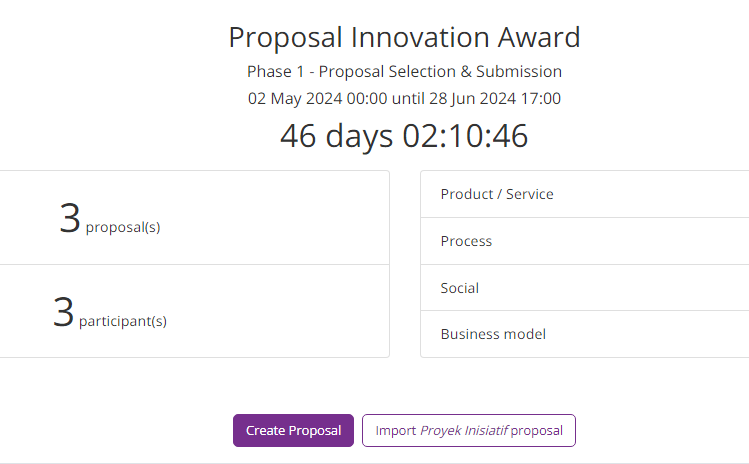 Proposal Innovation Award
Phase 1 - Proposal Selection & Submission
02 May 2024 00:00 until 28 Jun 2024 17:00
46 days 02:10:46
3 proposal(s)
3 participant(s)
Product / Service
Process
Social
Business model
Create Proposal
Import Proyek Inisiatif proposal